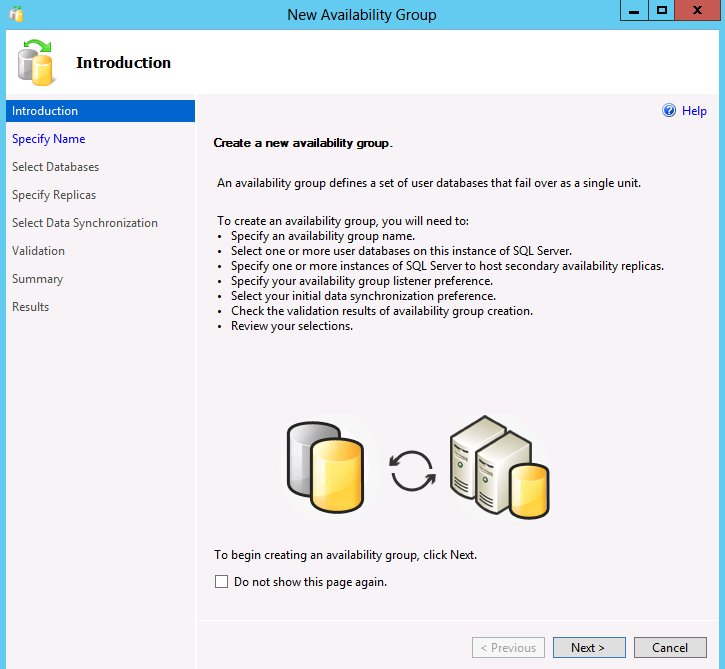 New Availability Group
Introduction
Introduction
Specify Name
Select Databases
Specify Replicas
Select Data Synchronization
Validation
Summary
Results
Help
Create a new availability group.
An availability group defines a set of user databases that fail over as a single unit.
To create an availability group, you will need to:
• Specify an availability group name.
• Select one or more user databases on this instance of SQL Server.
• Specify one or more instances of SQL Server to host secondary availability replicas.
• Specify your availability group listener preference.
• Select your initial data synchronization preference.
• Check the validation results of availability group creation.
• Review your selections.
To begin creating an availability group, click Next.
Do not show this page again.
< Previous
Next >
Cancel